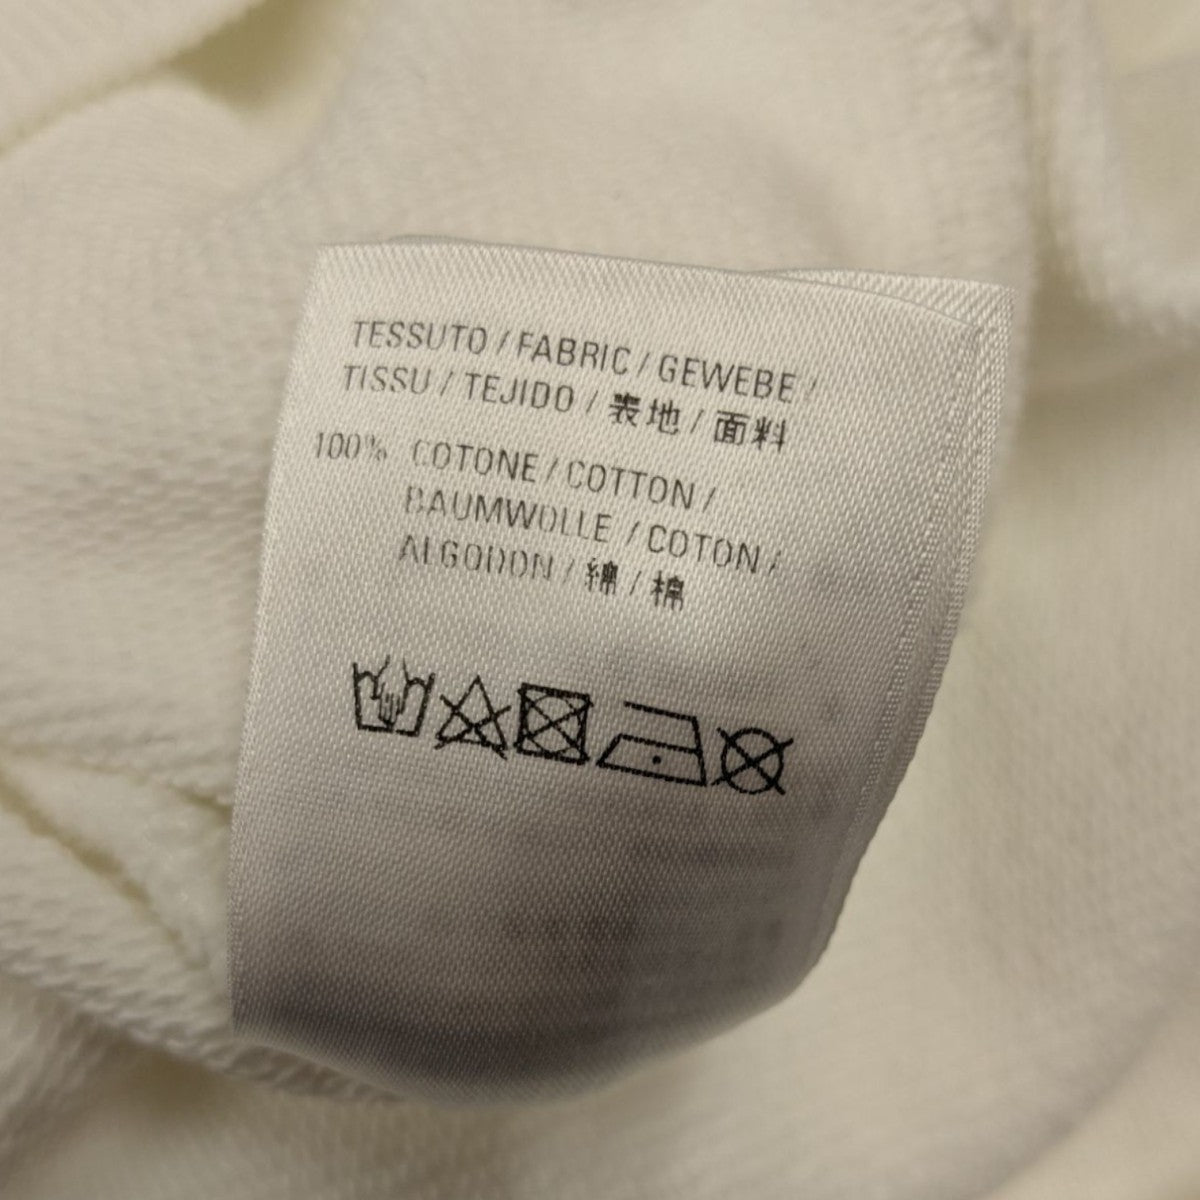 TESSUTO / FABRIC / GEWEBE /
TISSU / TEJIDO / 表地 / 面料
100% COTONE / COTTON /
BAUMWOLLE / COTON /
ALGODON / 綿 / 棉